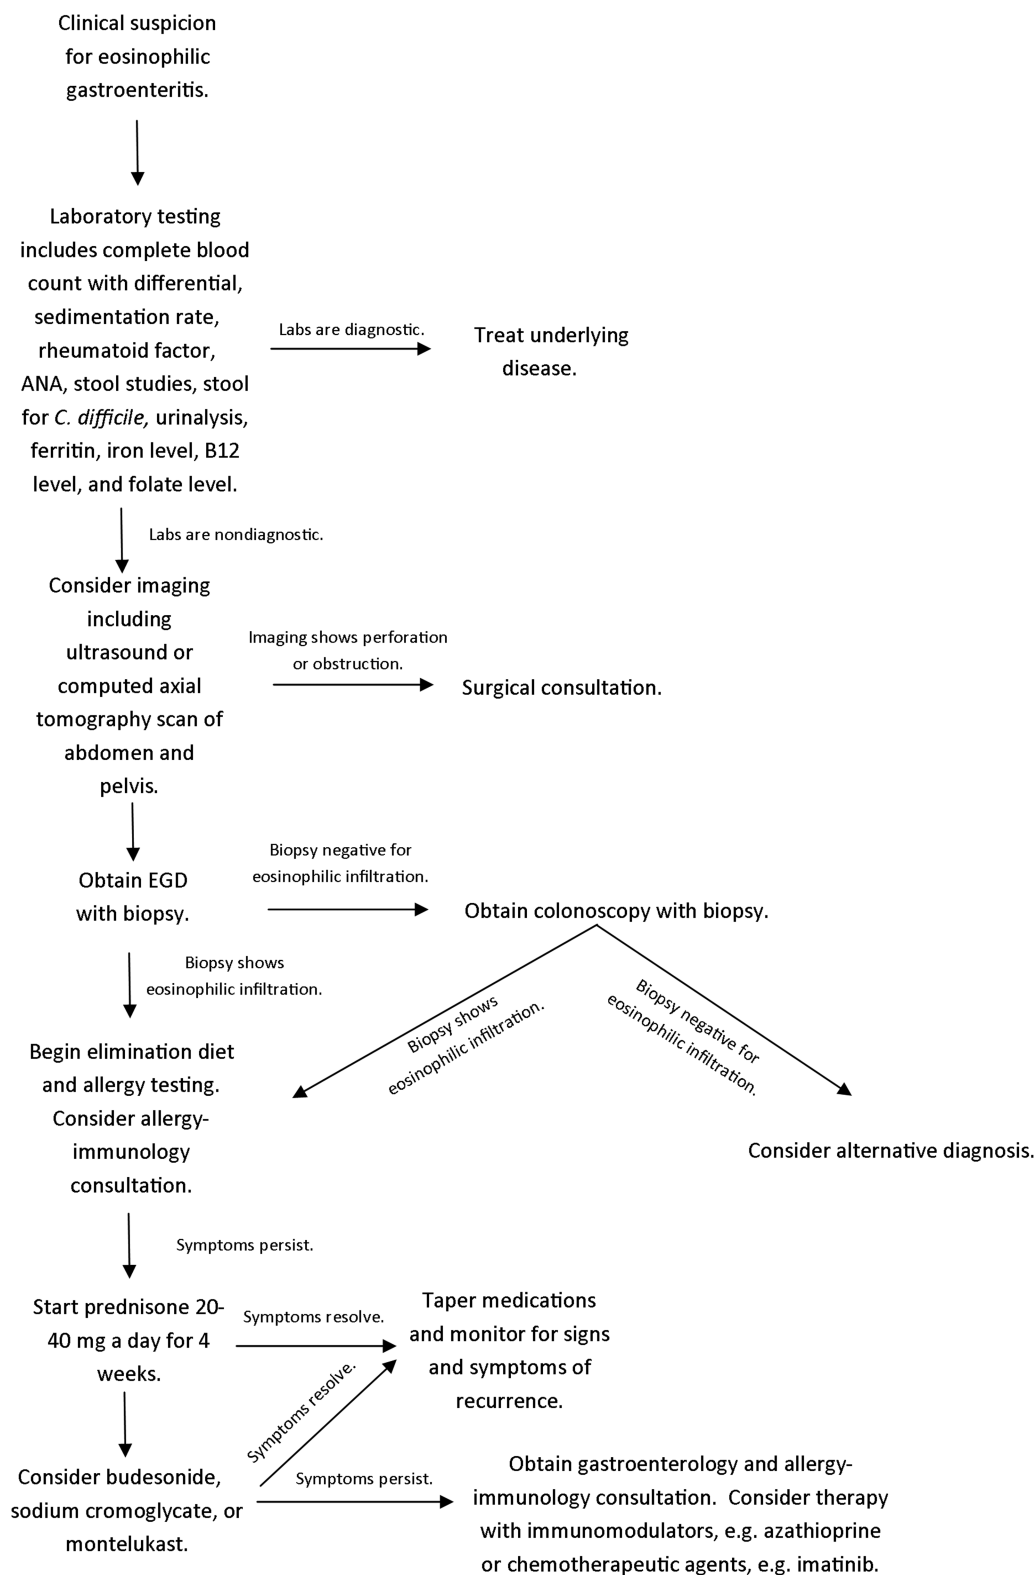 Clinical suspicion
for eosinophilic
gastroenteritis.
Laboratory testing
includes complete blood
count with differential,
sedimentation rate,
rheumatoid factor,
ANA, stool studies, stool
for C. difficile, urinalysis,
ferritin, iron level, B12
level, and folate level.
Labs are diagnostic.
Treat underlying
disease.
Labs are nondiagnostic.
Consider imaging
including
ultrasound or
computed axial
tomography scan of
abdomen and
pelvis.
Imaging shows perforation
or obstruction.
Surgical consultation.
Obtain EGD
with biopsy.
Biopsy negative for
eosinophilic infiltration.
Obtain colonoscopy with biopsy.
Biopsy shows
eosinophilic infiltration.
Biopsy shows
eosinophilic infiltration.
Biopsy negative for
eosinophilic infiltration.
Begin elimination diet
and allergy testing.
Consider allergy-
immunology
consultation.
Consider alternative diagnosis.
Symptoms persist.
Start prednisone 20-
40 mg a day for 4
weeks.
Symptoms resolve.
Taper medications
and monitor for signs
and symptoms of
recurrence.
Symptoms resolve.
Consider budesonide,
sodium cromoglycate, or
montelukast.
Symptoms persist.
Obtain gastroenterology and allergy-
immunology consultation. Consider therapy
with immunomodulators, e.g. azathioprine
or chemotherapeutic agents, e.g. imatinib.